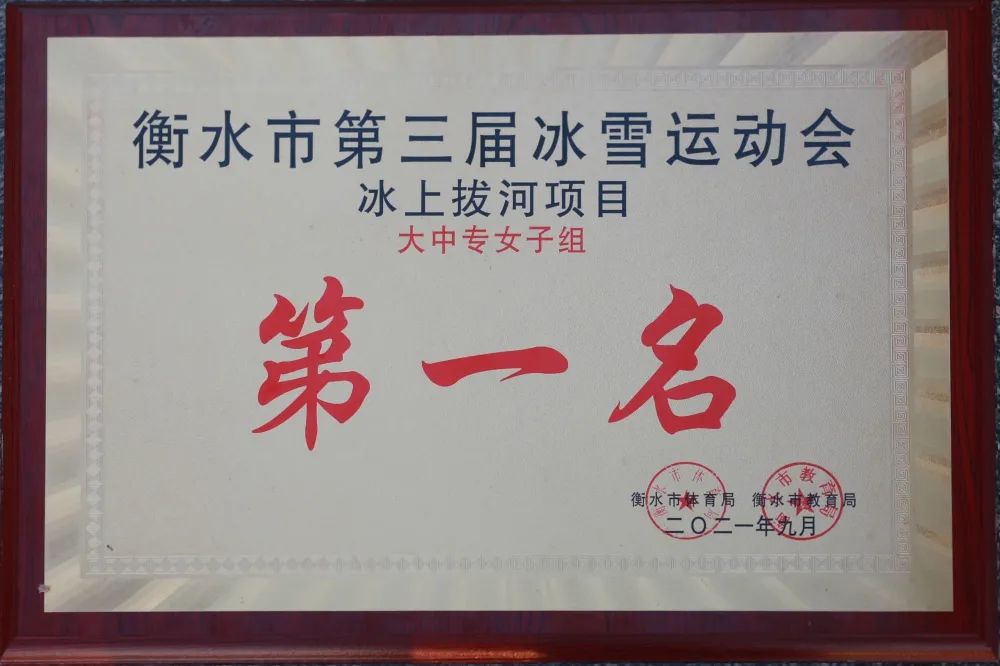 衡水市第三届冰雪运动会
冰上拔河项目
大中专女子组
第一名
衡水市体育局 衡水市教育局
二〇二一年九月